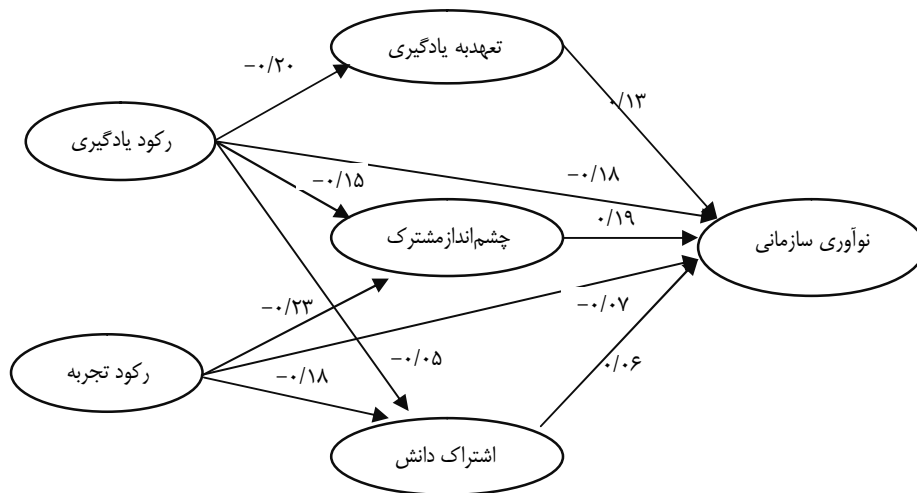 تعهدبه یادگیری
-۰/۲۰
۰/۱۳
رکود یادگیری
-۰/۱۵
-۰/۱۸
چشم‌اندازمشترک
۰/۱۹
نوآوری سازمانی
-۰/۲۳
-۰/۰۷
رکود تجربه
-۰/۱۸
-۰/۰۵
۰/۰۶
اشتراک دانش